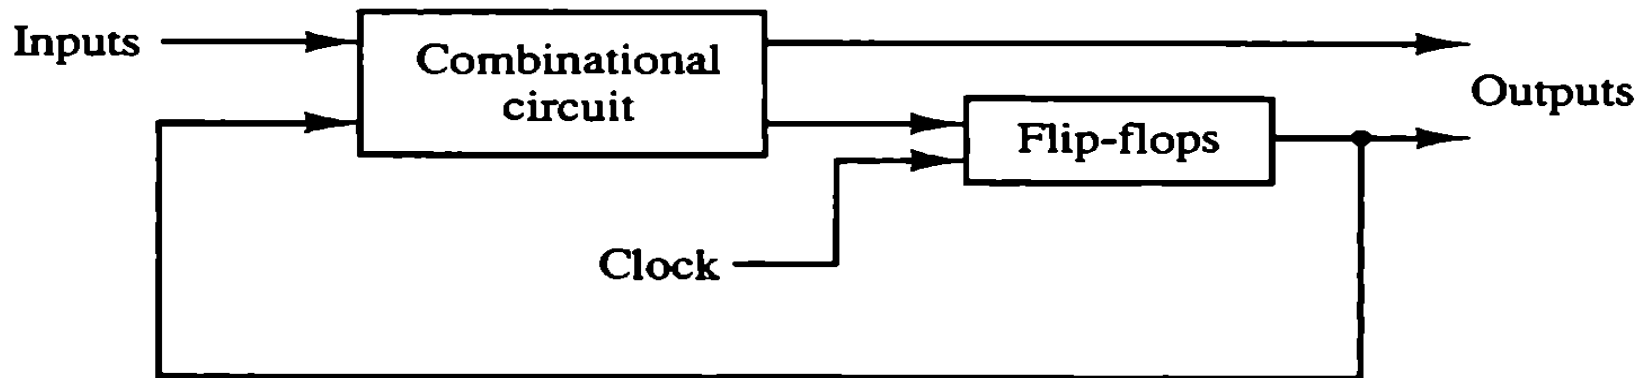 Inputs
Combinational
circuit
Outputs
Flip-flops
Clock